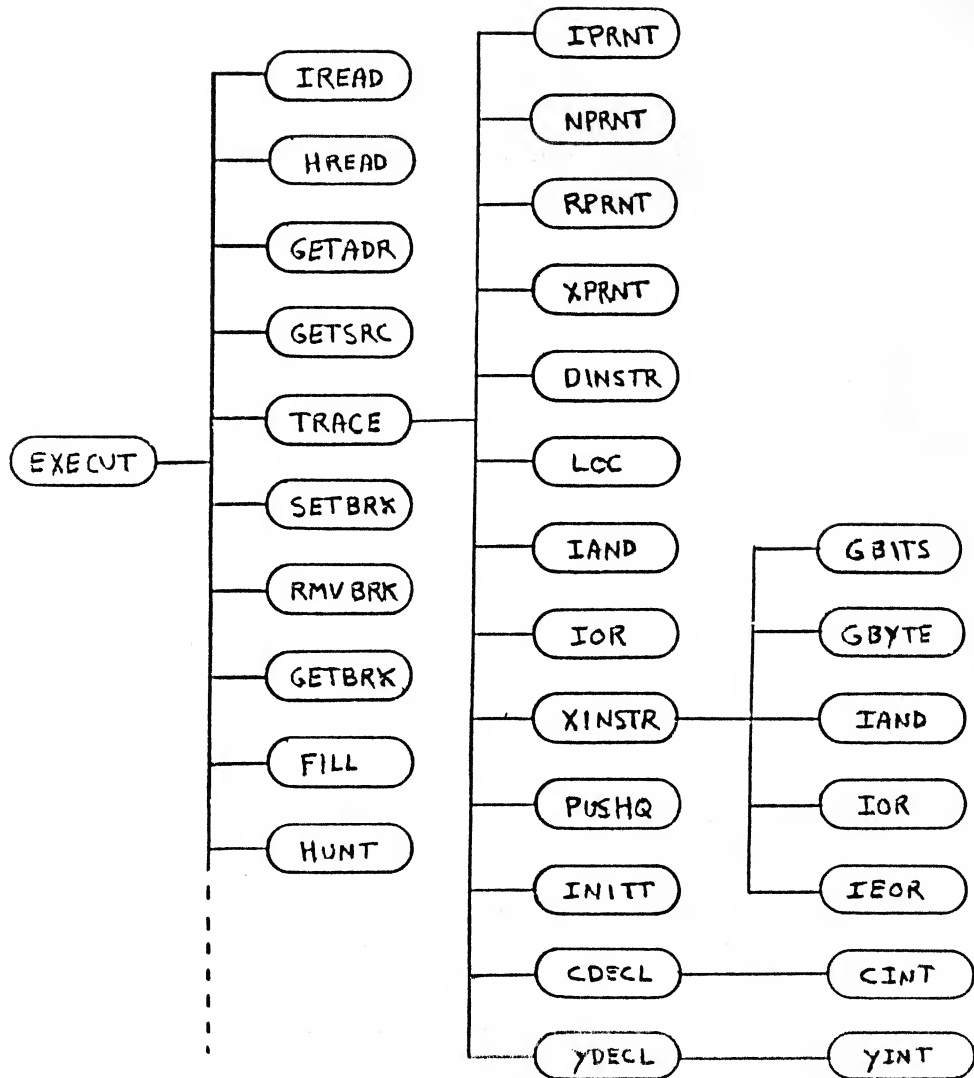 EXECUT
IREAD
HREAD
GETADR
GETSRC
TRACE
SETBRK
RMVBRK
GETBRK
FILL
HUNT
IPRNT
NPRNT
RPRNT
XPRNT
DINSTR
LOC
IAND
IOR
XINSTR
PUSHQ
INITT
CDECL
YDECL
GBITS
GBYTE
IAND
IOR
IEOR
CINT
YINT